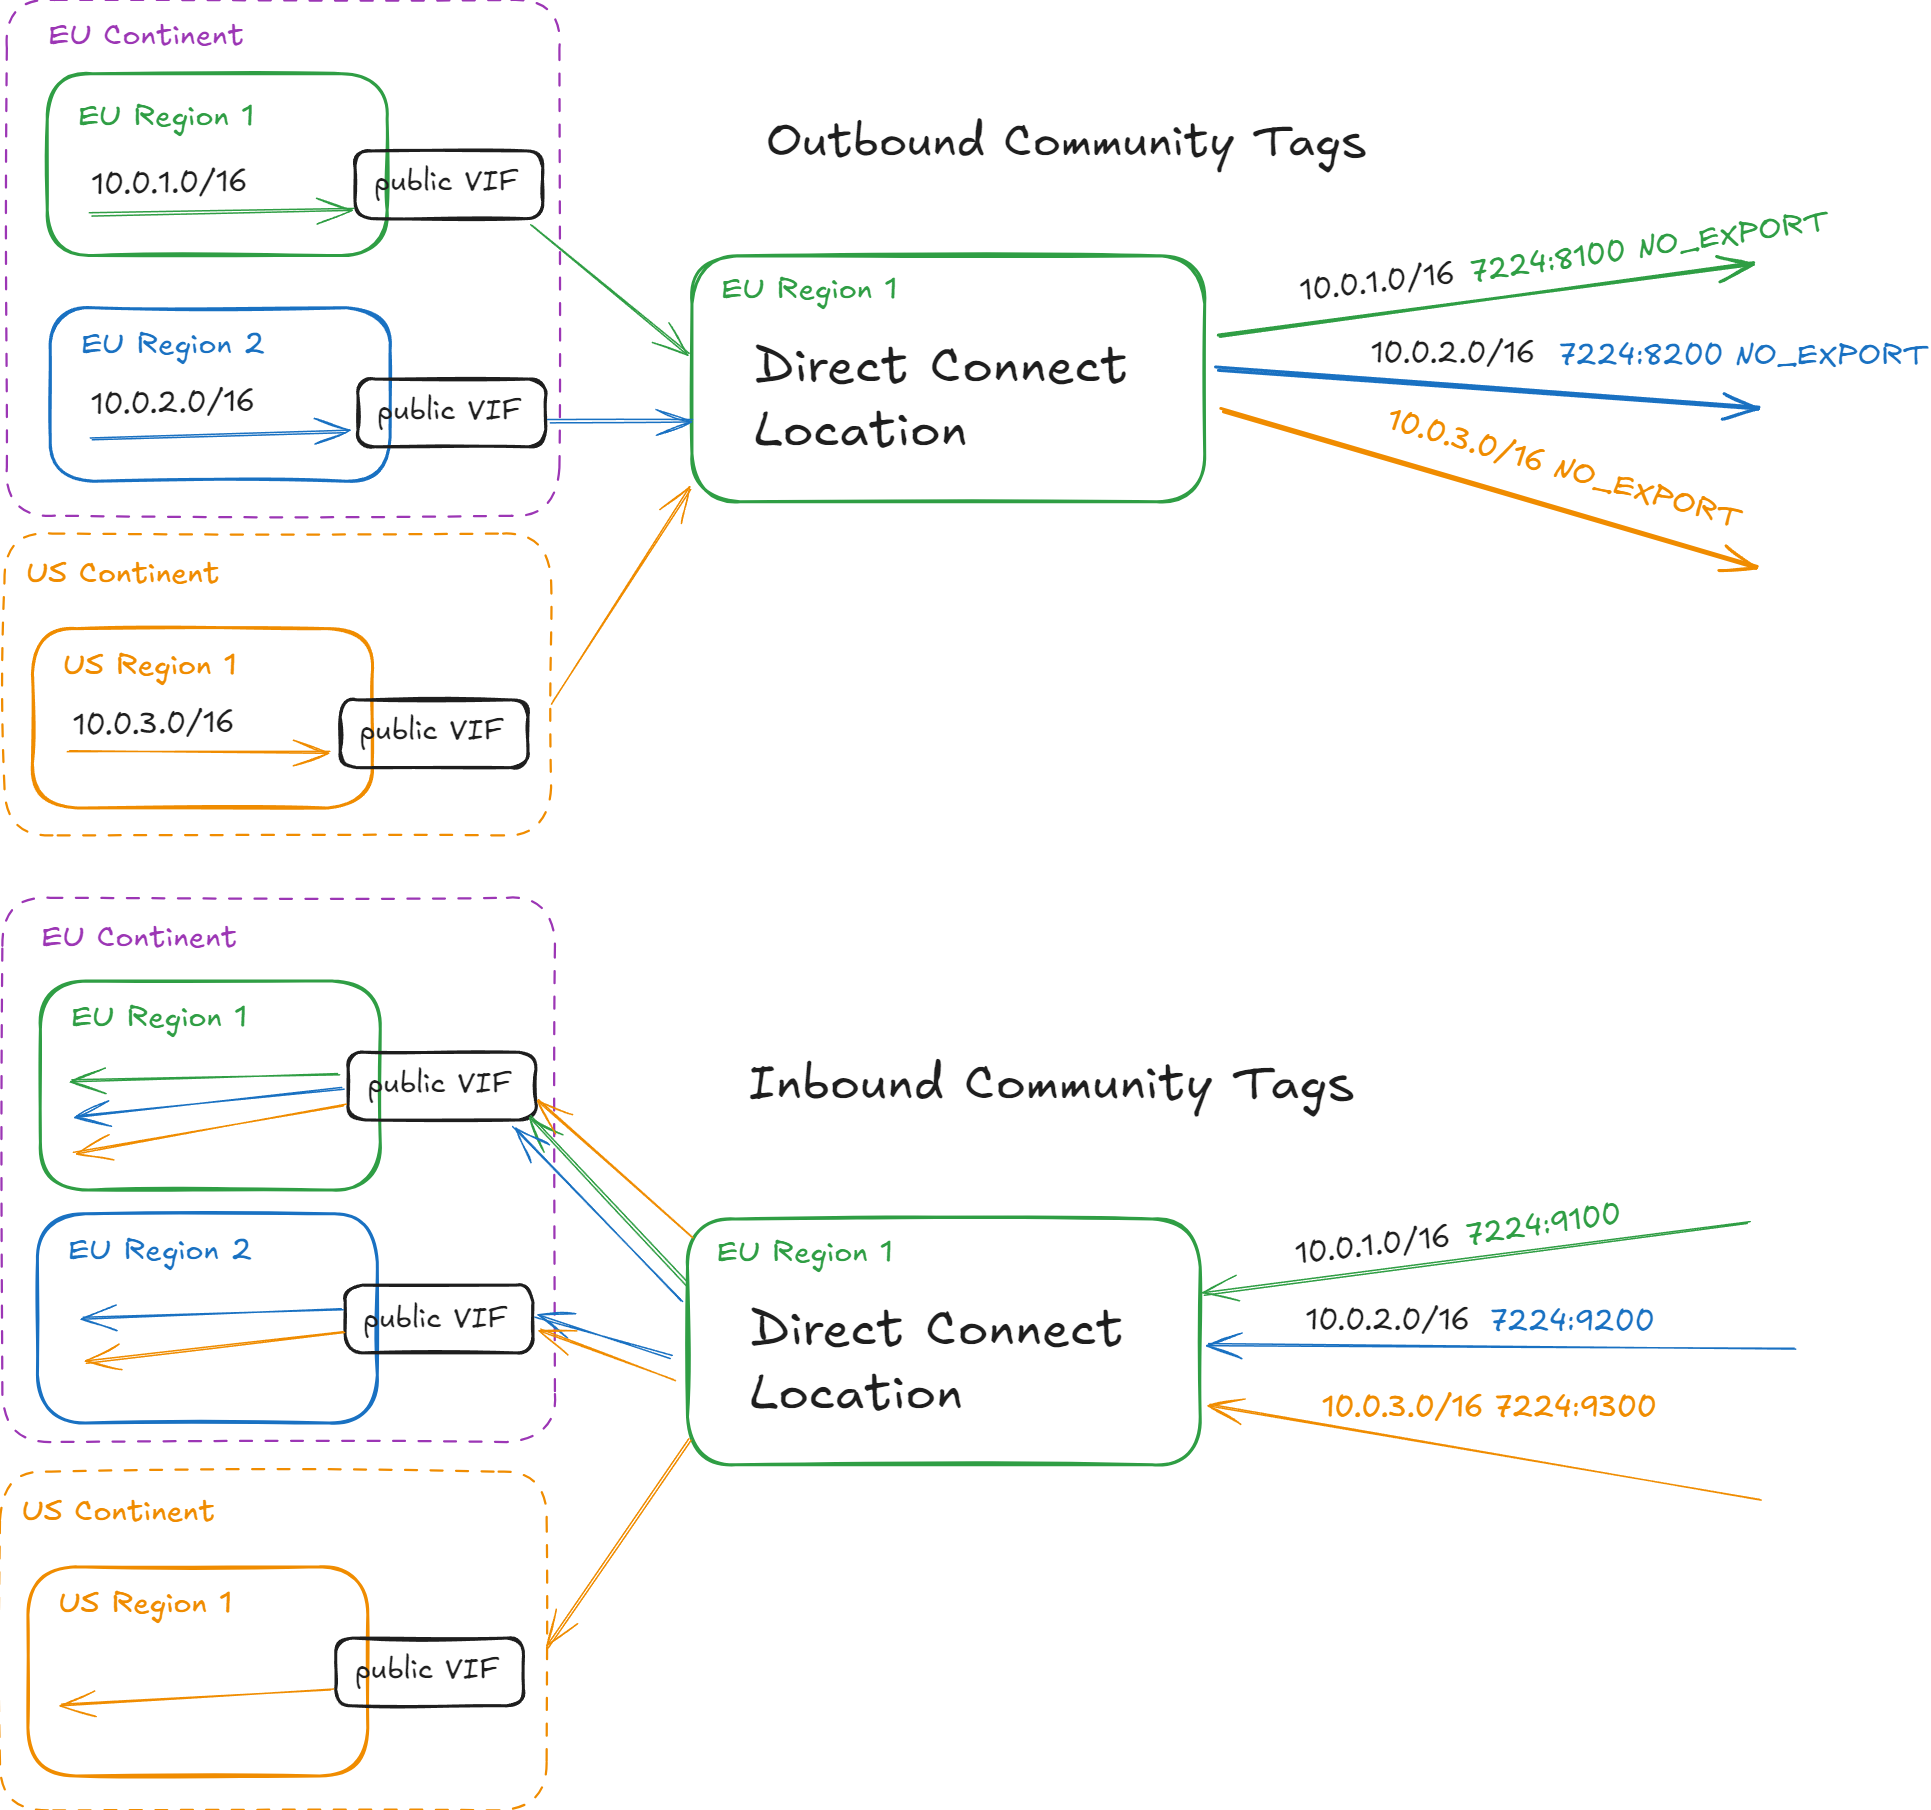 EU Continent
EU Region 1
10.0.1.0/16
public VIF
EU Region 2
10.0.2.0/16
public VIF
US Continent
US Region 1
10.0.3.0/16
public VIF
Outbound Community Tags
EU Region 1
Direct Connect
Location
10.0.1.0/16 7224:8100 NO_EXPORT
10.0.2.0/16 7224:8200 NO_EXPORT
10.0.3.0/16 NO_EXPORT
EU Continent
EU Region 1
public VIF
EU Region 2
public VIF
US Continent
US Region 1
public VIF
Inbound Community Tags
EU Region 1
Direct Connect
Location
10.0.1.0/16 7224:9100
10.0.2.0/16 7224:9200
10.0.3.0/16 7224:9300